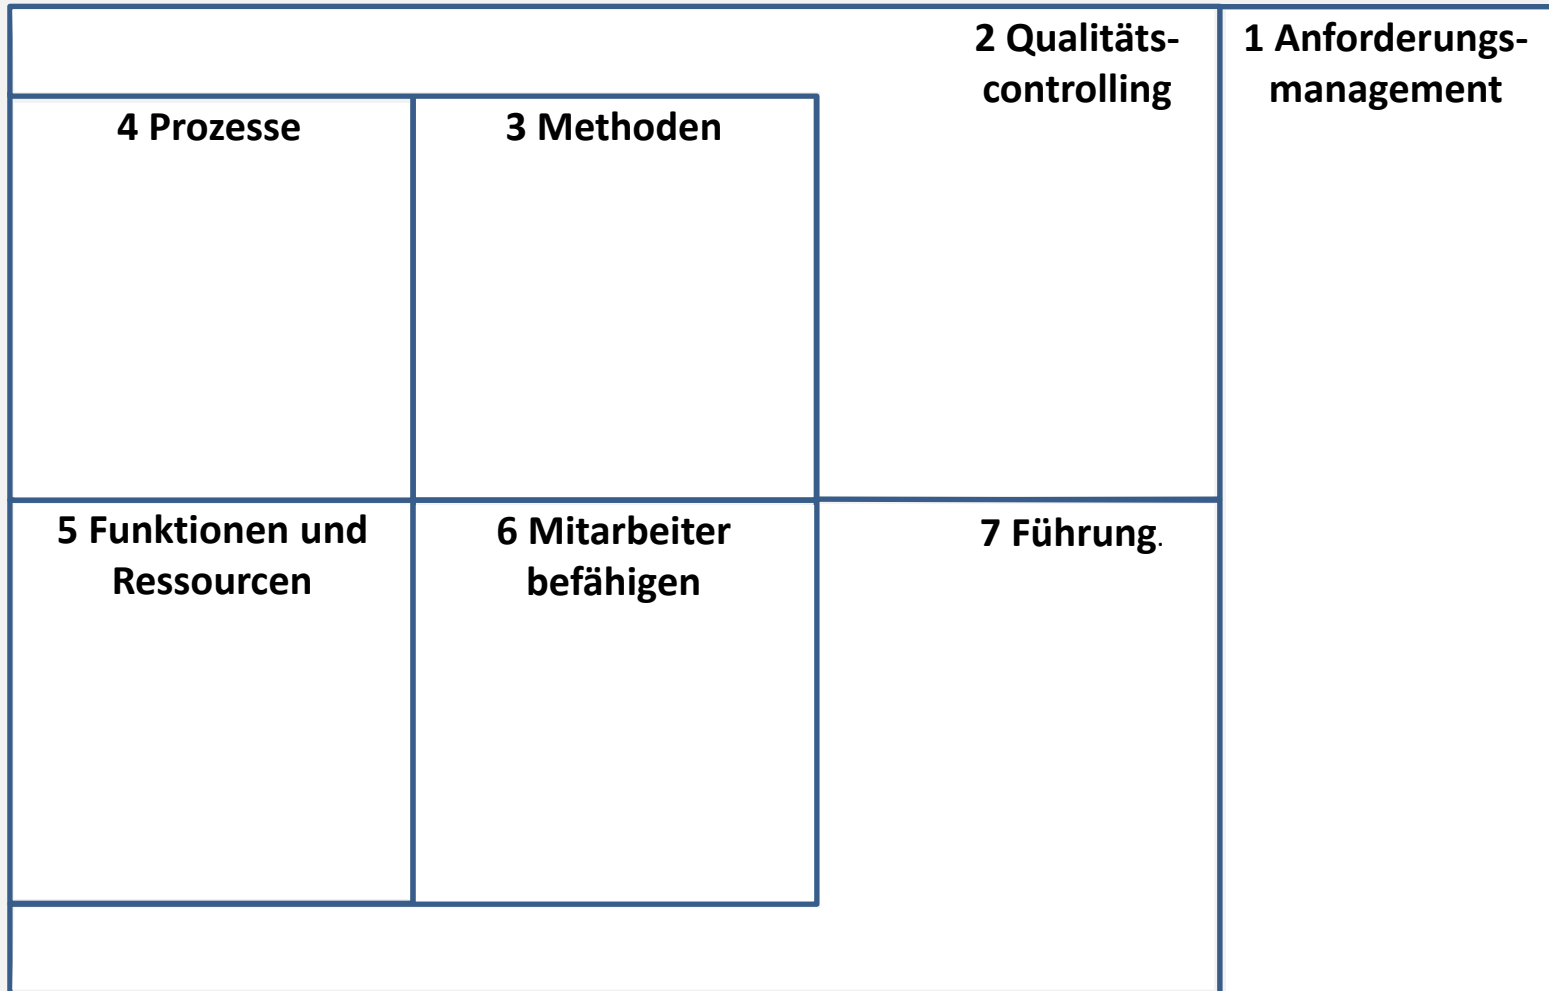 2 Qualitäts-
controlling
1 Anforderungs-
management
4 Prozesse
3 Methoden
5 Funktionen und
Ressourcen
6 Mitarbeiter
befähigen
7 Führung.